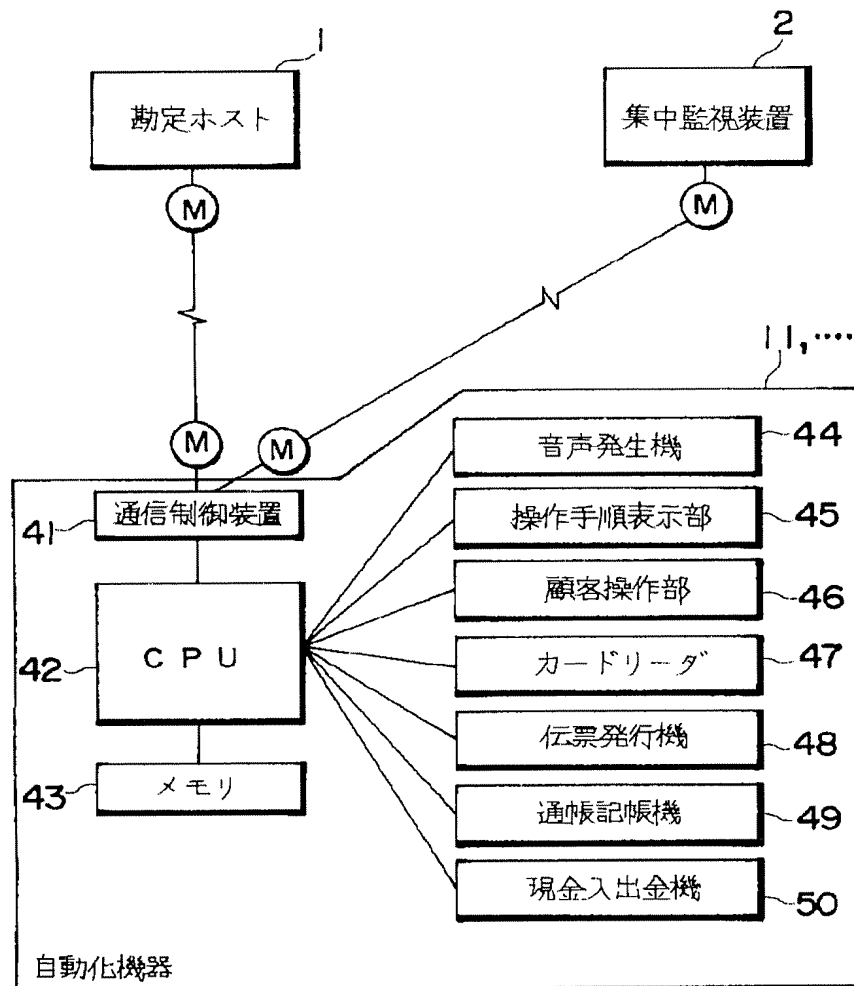 1
2
勘定ホスト
集中監視装置
M
M
11,....
M
M
音声発生機
44
通信制御装置
41
操作手順表示部
45
顧客操作部
46
CPU
42
カードリーダ
47
伝票発行機
48
メモリ
43
通帳記帳機
49
現金入出金機
50
自動化機器